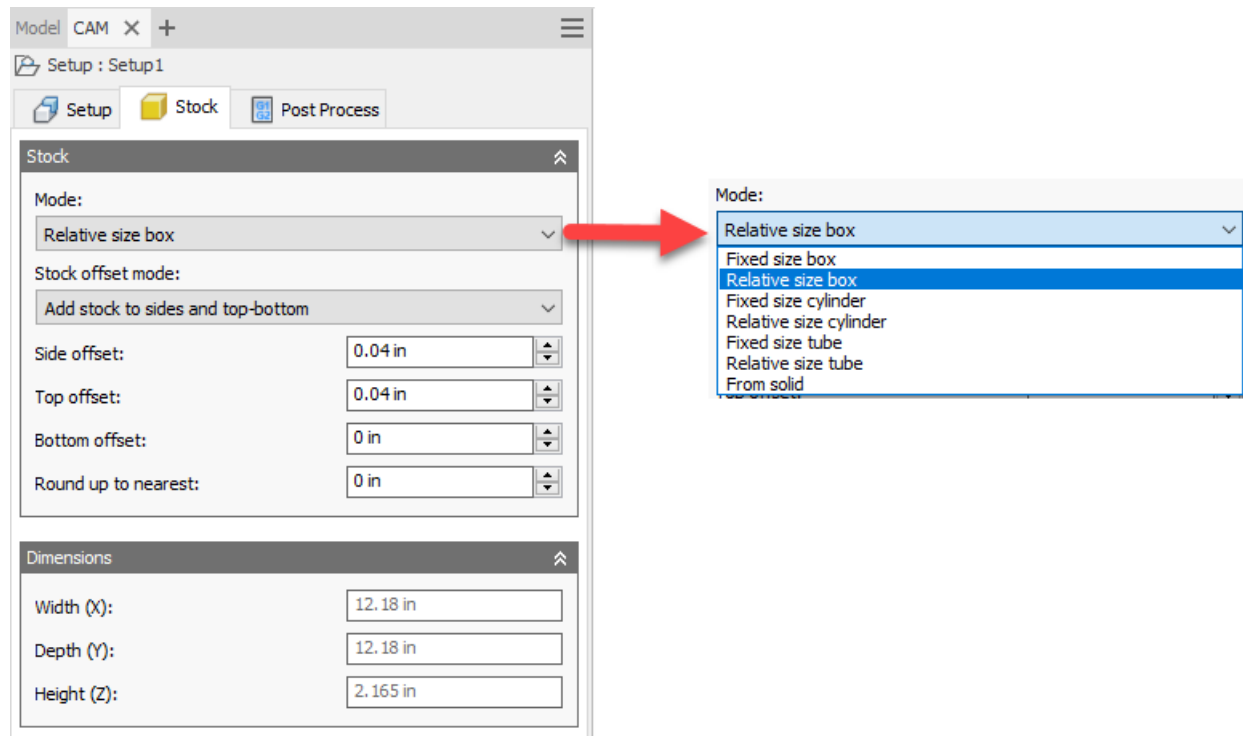 Model CAM
Setup : Setup1
Setup Stock Post Process
Stock
Mode:
Relative size box
Stock offset mode:
Add stock to sides and top-bottom
Side offset: 0.04 in
Top offset: 0.04 in
Bottom offset: 0 in
Round up to nearest: 0 in
Dimensions
Width (X): 12.18 in
Depth (Y): 12.18 in
Height (Z): 2.165 in
Mode:
Relative size box
Fixed size box
Relative size box
Fixed size cylinder
Relative size cylinder
Fixed size tube
Relative size tube
From solid